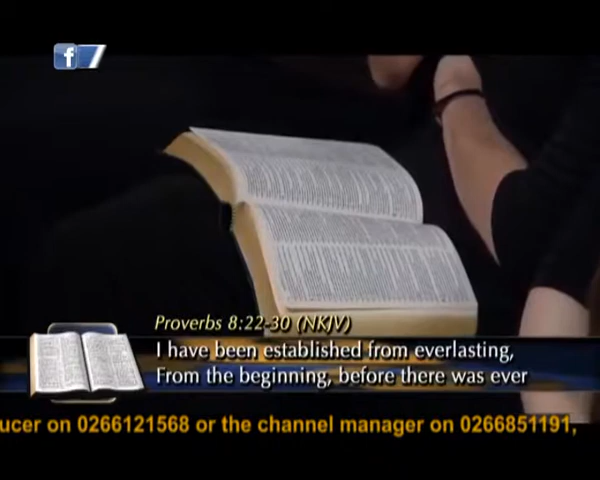 f
Proverbs 8:22-30 (NKJV)
I have been established from everlasting,
From the beginning, before there was ever
ucer on 0266121568 or the channel manager on 0266851191,